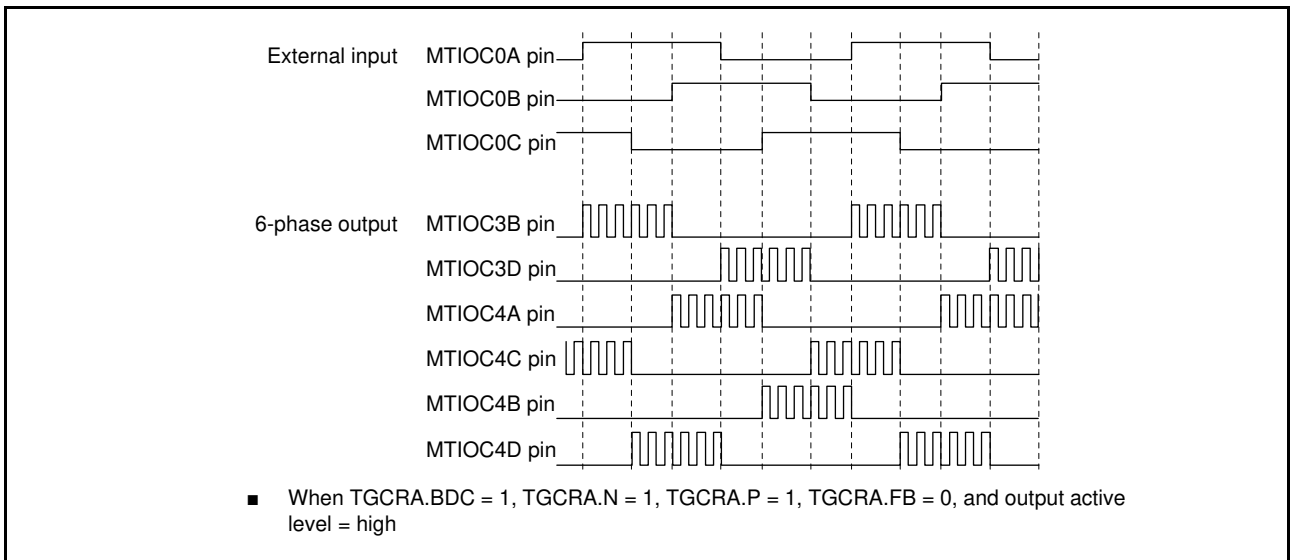 External input MTIOC0A pin
MTIOC0B pin
MTIOC0C pin
6-phase output MTIOC3B pin
MTIOC3D pin
MTIOC4A pin
MTIOC4C pin
MTIOC4B pin
MTIOC4D pin
■ When TGCRA.BDC = 1, TGCRA.N = 1, TGCRA.P = 1, TGCRA.FB = 0, and output active
level = high